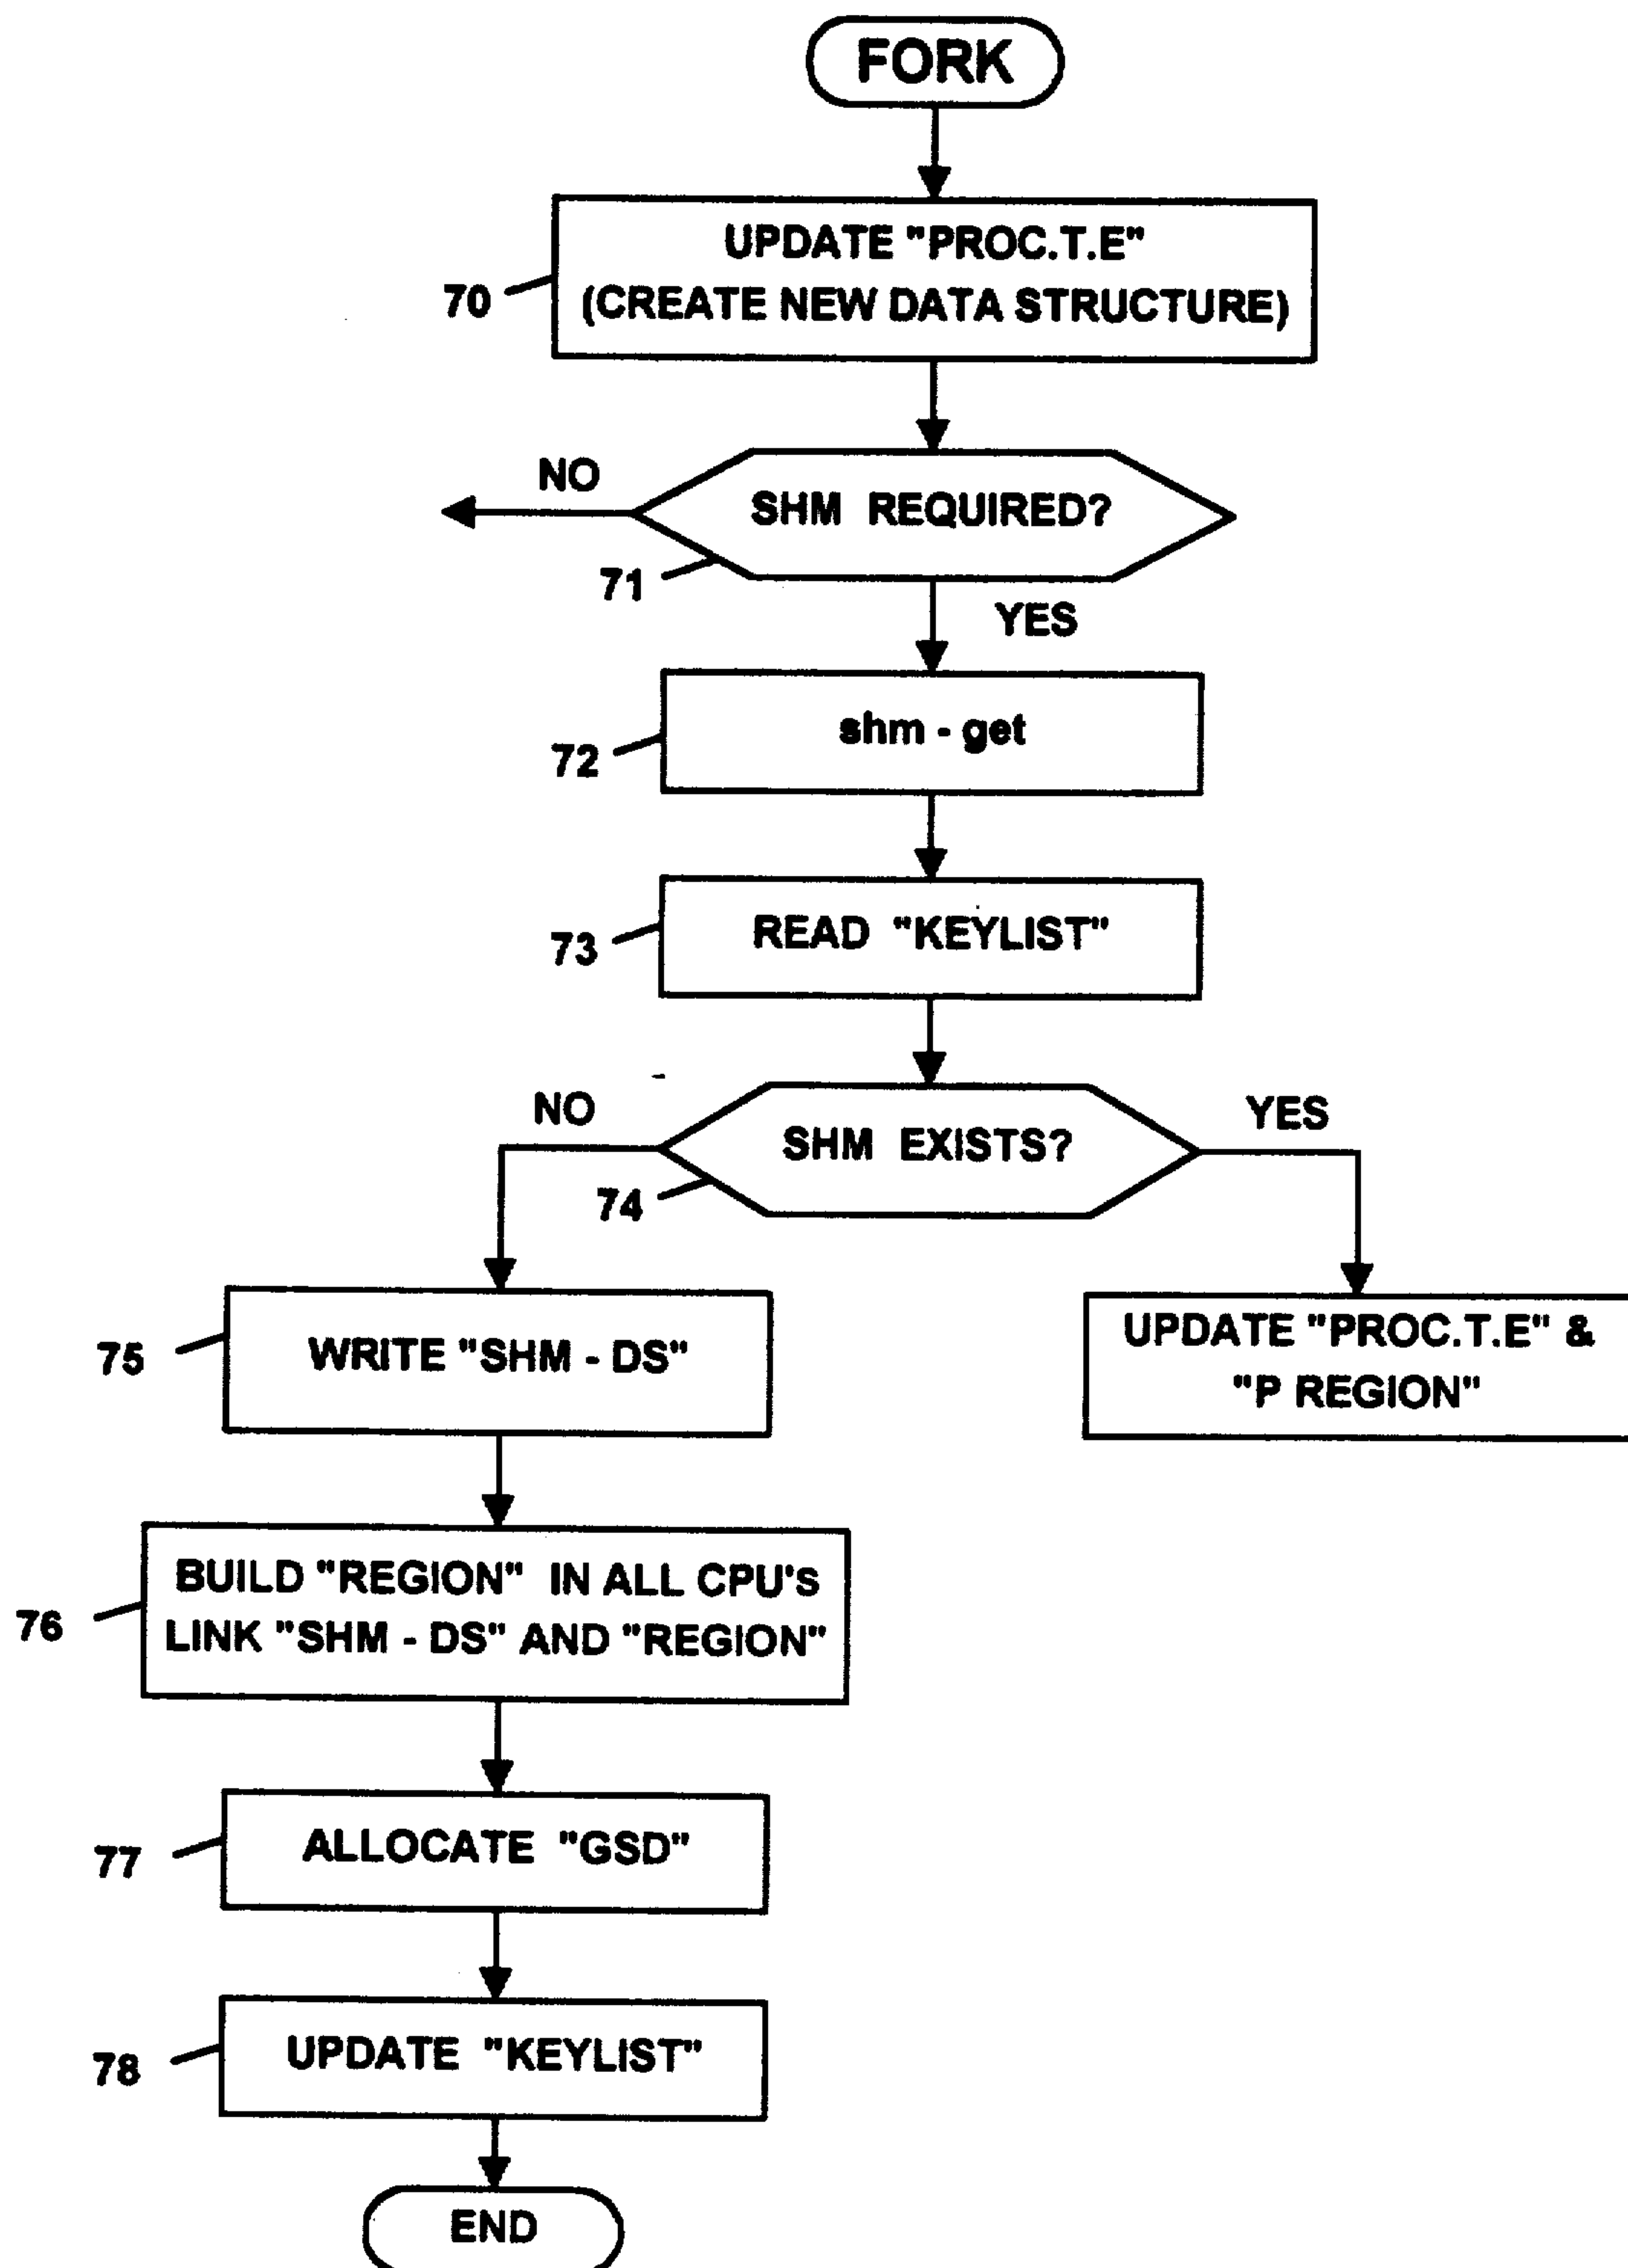 FORK
UPDATE "PROC.T.E"
(CREATE NEW DATA STRUCTURE)
70
NO
SHM REQUIRED?
71
YES
shm - get
72
READ "KEYLIST"
73
NO
SHM EXISTS?
YES
74
WRITE "SHM - DS"
75
UPDATE "PROC.T.E" &
"P REGION"
BUILD "REGION" IN ALL CPU'S
LINK "SHM - DS" AND "REGION"
76
ALLOCATE "GSD"
77
UPDATE "KEYLIST"
78
END